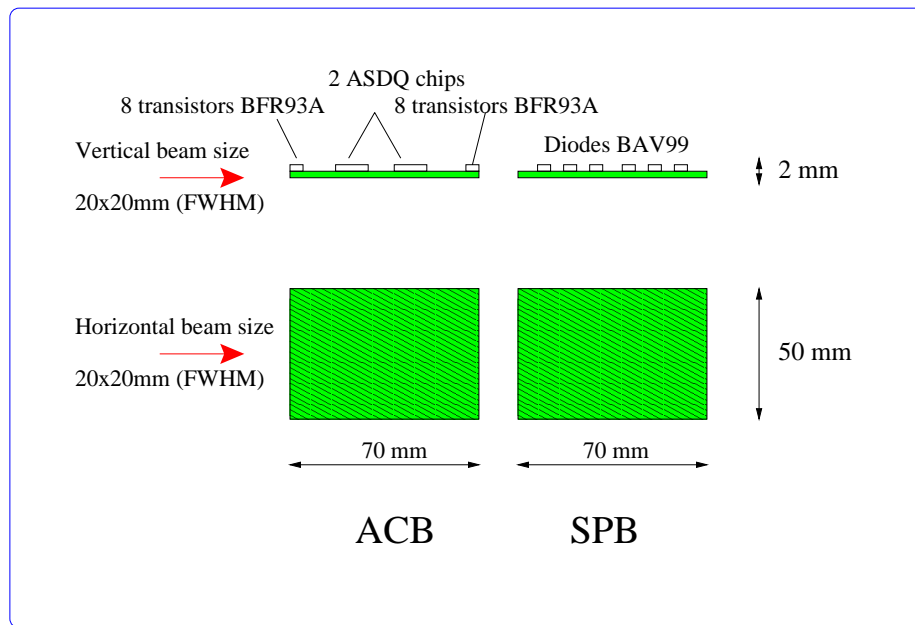 2 ASDQ chips
8 transistors BFR93A
8 transistors BFR93A
Vertical beam size
20x20mm (FWHM)
Diodes BAV99
2 mm
Horizontal beam size
20x20mm (FWHM)
50 mm
70 mm
70 mm
ACB
SPB